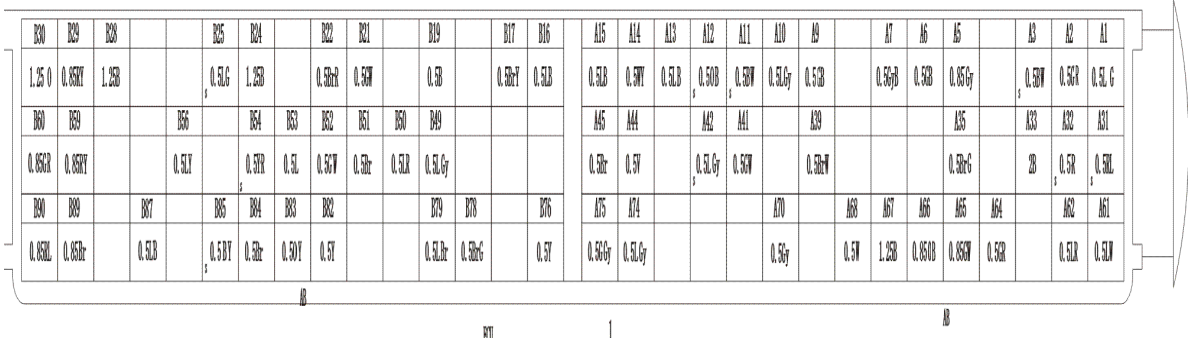 B30 B29 B28 B25 B24 B22 B21 B19 B17 B16 A15 A14 A13 A12 A11 A10 A9 A7 A6 A5 A3 A2 A1
1.25 O 0.85RY 1.25B s 0.5LG 1.25B 0.5BrR 0.5GW 0.5B 0.5BrY 0.5LB 0.5LB 0.5WY 0.5LB s 0.5OB s 0.5BW 0.5LGy 0.5GB 0.5GyB 0.5GB 0.85Gy s 0.5BW 0.5GR 0.5L G
B60 B59 B56 B54 B53 B52 B51 B50 B49 A45 A44 A42 A41 A39 A35 A33 A32 A31
0.85GR 0.85RY 0.5LY s 0.5YR 0.5L 0.5GW 0.5Br 0.5LR 0.5LGy 0.5Br 0.5V s 0.5LGy 0.5GW 0.5BrW 0.5BrG 2B s 0.5R s 0.5RL
B90 B89 B87 B85 B84 B83 B82 B79 B78 B76 A75 A74 A70 A68 A67 A66 A65 A64 A62 A61
0.85RL 0.85Br 0.5LB s 0.5BY 0.5Br 0.5OY 0.5Y 0.5LBr 0.5BrG 0.5Y 0.5GGy 0.5LGy 0.5Gy 0.5W 1.25B 0.85OB 0.85GW 0.5GR 0.5LR 0.5LW
AB
AB
1